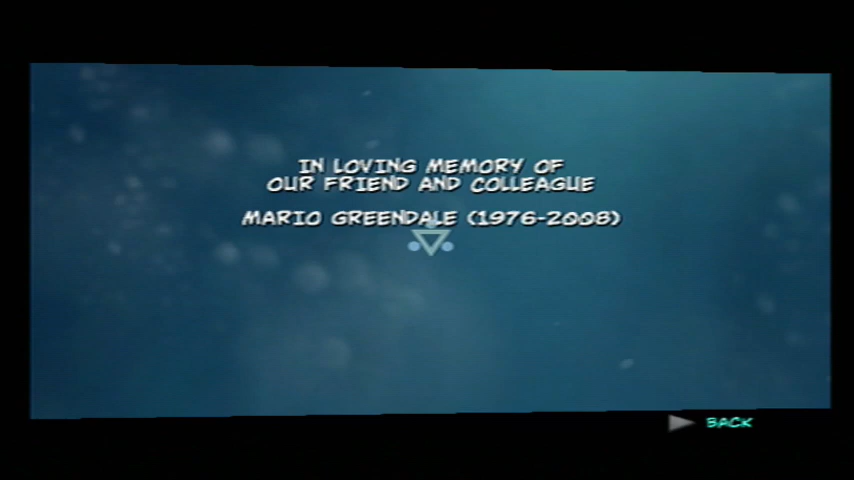 IN LOVING MEMORY OF
OUR FRIEND AND COLLEAGUE
MARIO GREENDALE (1976-2008)
BACK